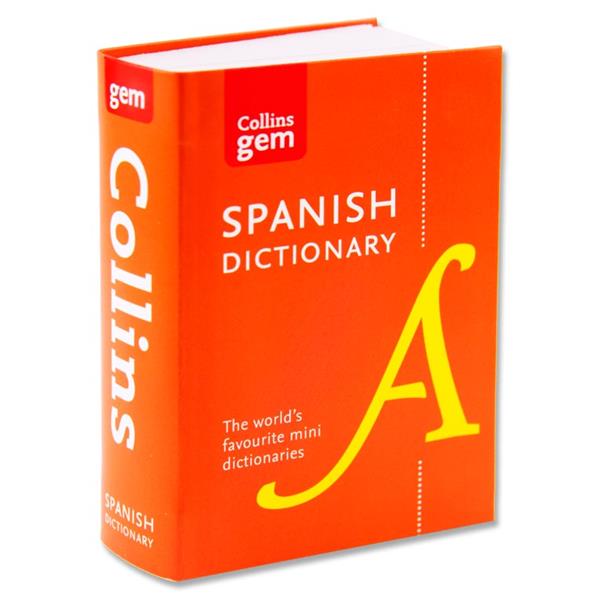 gem
Collins
SPANISH
DICTIONARY
Collins
gem
SPANISH
DICTIONARY
A
The world's
favourite mini
dictionaries